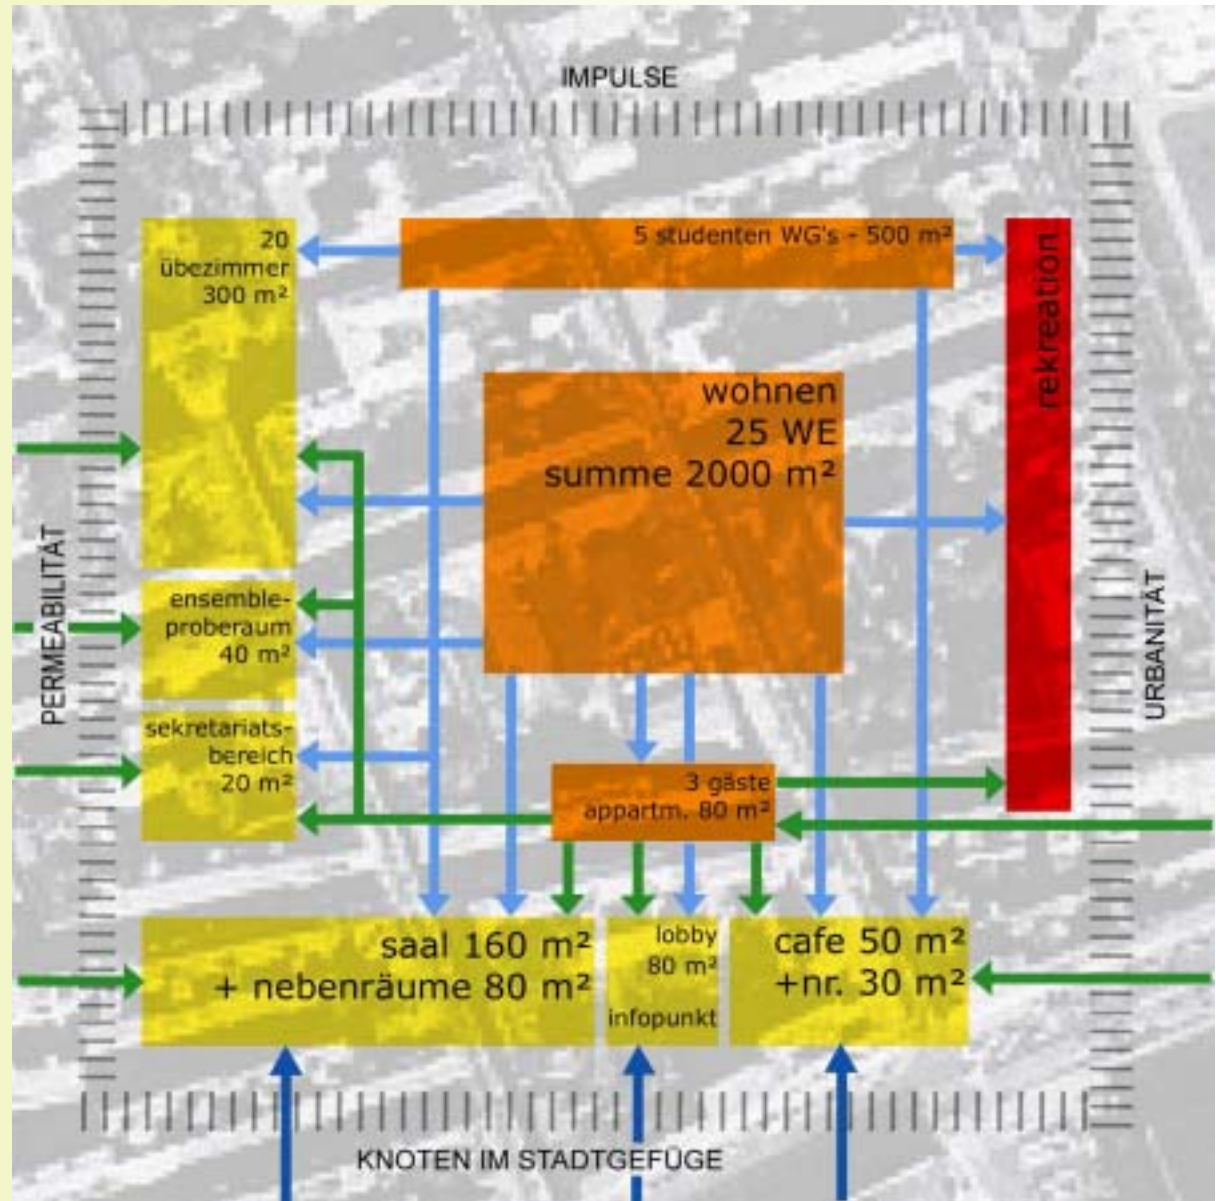 IMPULSE
20
übezimmer
300 m²
5 studenten WG's - 500 m²
rekreation
wohnen
25 WE
summe 2000 m²
PERMEABILITÄT
ensemble-
proberaum
40 m²
URBANITÄT
sekretariats-
bereich
20 m²
3 gäste
appartm. 80 m²
saal 160 m²
+ nebenräume 80 m²
lobby
80 m²
infopunkt
cafe 50 m²
+nr. 30 m²
KNOTEN IM STADTGEFÜGE